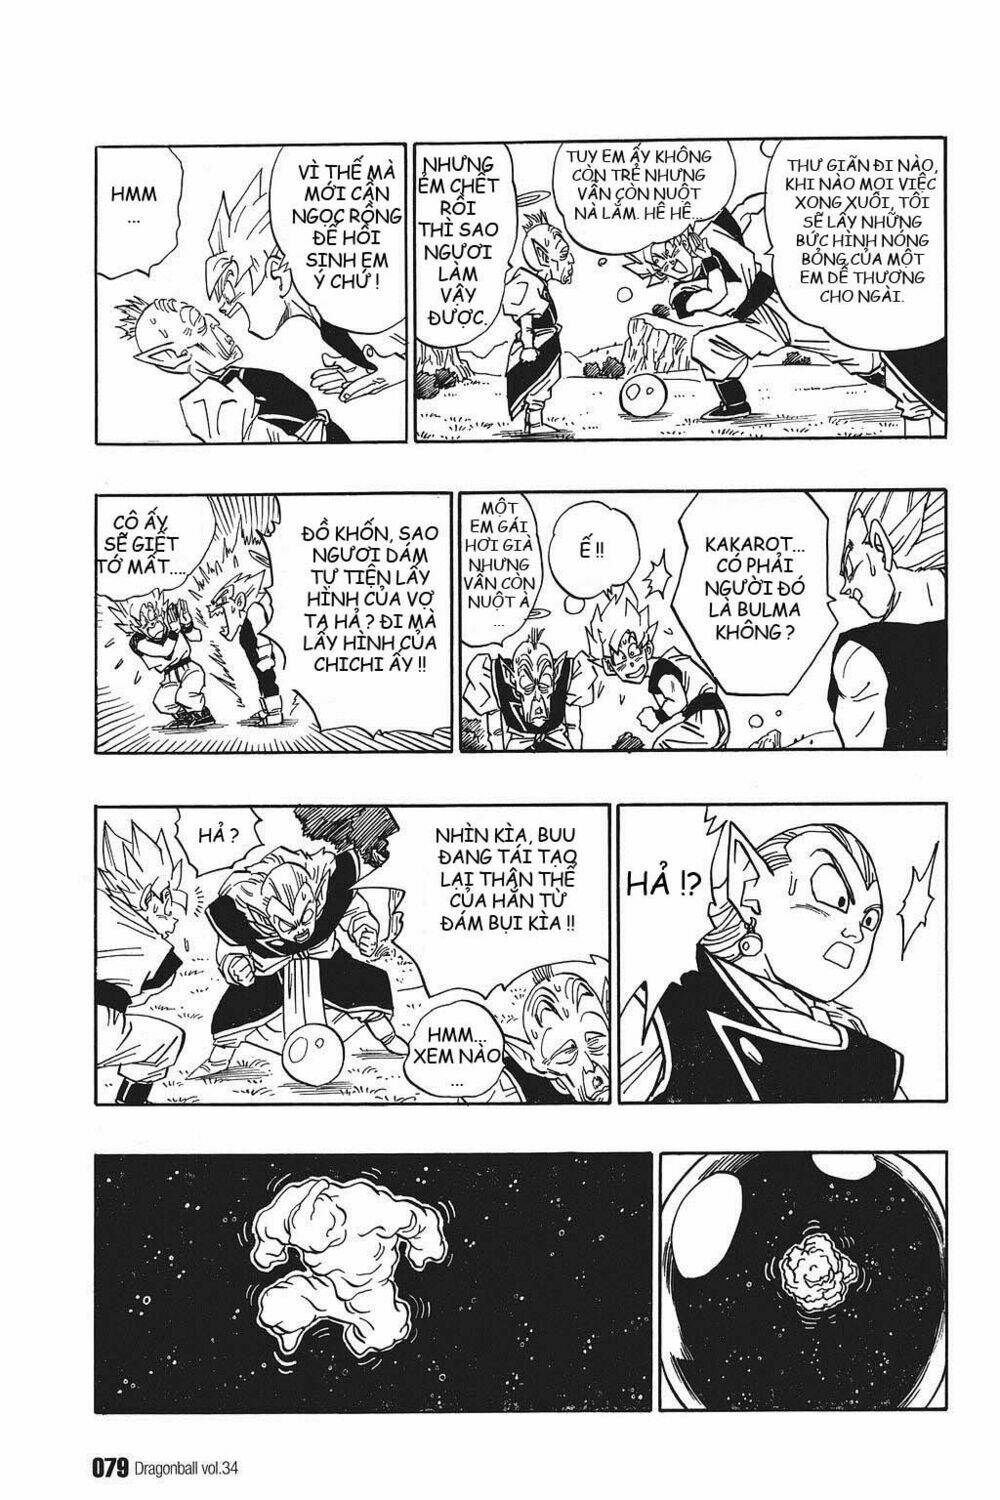 THƯ GIÃN ĐI NÀO,
KHI NÀO MỌI VIỆC
XONG XUÔI, TÔI
SẼ LẤY NHỮNG
BỨC HÌNH NÓNG
BỎNG CỦA MỘT
EM DỄ THƯƠNG
CHO NGÀI.
TUY EM ẤY KHÔNG
CÒN TRẺ NHƯNG
VẪN CÒN NUỘT
NÀ LẮM. HÊ HÊ...
NHƯNG
ẺM CHẾT
RỒI
THÌ SAO
NGƯƠI
LÀM
VẬY
ĐƯỢC.
VÌ THẾ MÀ
MỚI CẦN
NGỌC RỒNG
ĐỂ HỒI
SINH EM
Ý CHỨ !
HMM
...
KAKAROT...
CÓ PHẢI
NGƯỜI ĐÓ
LÀ BULMA
KHÔNG ?
Ế !!
MỘT
EM GÁI
HƠI GIÀ
NHƯNG
VẪN CÒN
NUỘT À
...
ĐỒ KHỐN, SAO
NGƯƠI DÁM
TỰ TIỆN LẤY
HÌNH CỦA VỢ
TA HẢ ? ĐI MÀ
LẤY HÌNH CỦA
CHICHI ẤY !!
CÔ ẤY
SẼ GIẾT
TỚ MẤT....
HẢ !?
NHÌN KÌA, BUU
ĐANG TÁI TẠO
LẠI THÂN THỂ
CỦA HẮN TỪ
ĐÁM BỤI KÌA !!
HẢ ?
HMM...
XEM NÀO
...
079 Dragonball vol.34